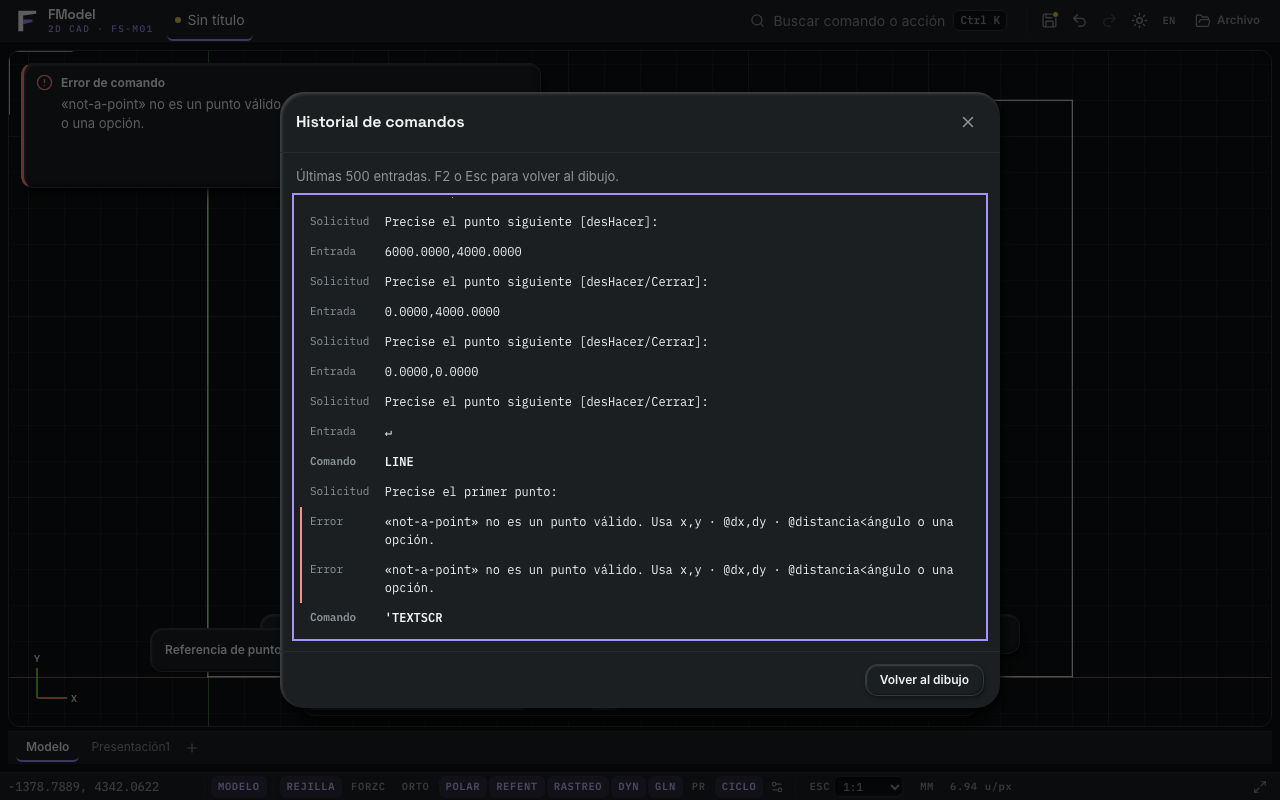 FModel
2D CAD · FS-M01
Sin título
Buscar comando o acción
Ctrl K
EN
Archivo
Error de comando
«not-a-point» no es un punto válido
o una opción.
Historial de comandos
Últimas 500 entradas. F2 o Esc para volver al dibujo.
Solicitud Precise el punto siguiente [desHacer]:
Entrada 6000.0000,4000.0000
Solicitud Precise el punto siguiente [desHacer/Cerrar]:
Entrada 0.0000,4000.0000
Solicitud Precise el punto siguiente [desHacer/Cerrar]:
Entrada 0.0000,0.0000
Solicitud Precise el punto siguiente [desHacer/Cerrar]:
Entrada ↵
Comando LINE
Solicitud Precise el primer punto:
Error «not-a-point» no es un punto válido. Usa x,y · @dx,dy · @distancia<ángulo o una
opción.
Error «not-a-point» no es un punto válido. Usa x,y · @dx,dy · @distancia<ángulo o una
opción.
Comando 'TEXTSCR
Referencia de punto
Volver al dibujo
Y
X
Modelo Presentación1 +
-1378.7889, 4342.0622 MODELO REJILLA FORZC ORTO POLAR REFENT RASTREO DYN GLN PR CICLO ESC 1:1 MM 6.94 u/px